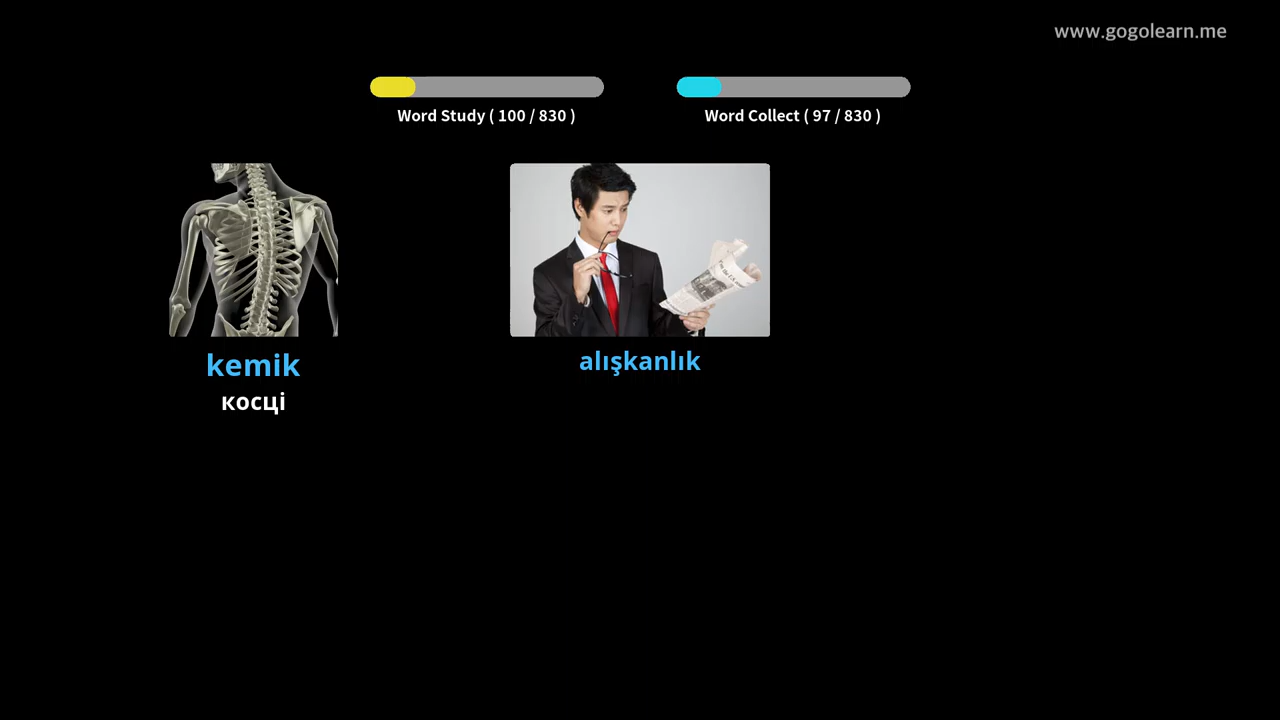 www.gogolearn.me
Word Study ( 100 / 830 )
Word Collect ( 97 / 830 )
kemik
косці
alışkanlık